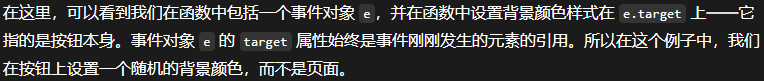 在这里，可以看到我们在函数中包括一个事件对象 e，并在函数中设置背景颜色样式在 e.target 上——它
指的是按钮本身。事件对象 e 的 target 属性始终是事件刚刚发生的元素的引用。所以在这个例子中，我们
在按钮上设置一个随机的背景颜色，而不是页面。